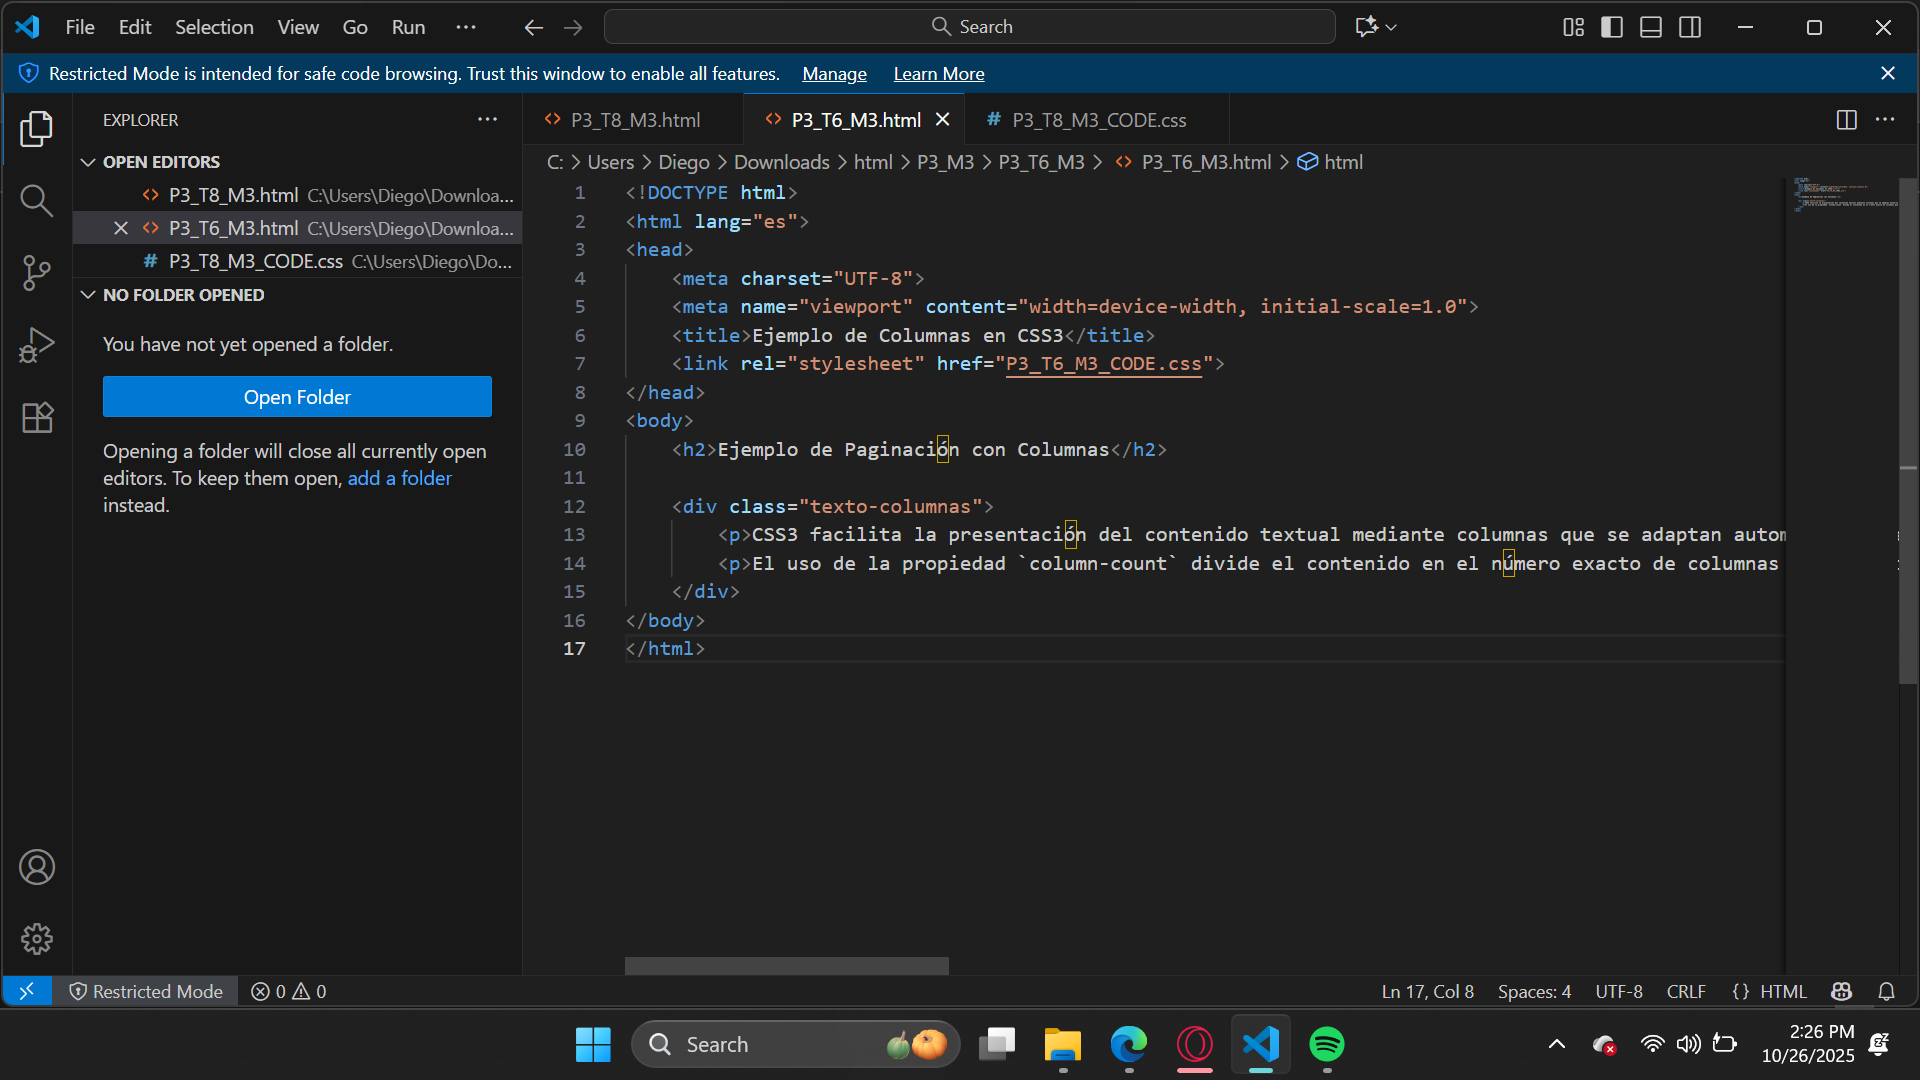 File Edit Selection View Go Run ··· Search
Restricted Mode is intended for safe code browsing. Trust this window to enable all features. Manage Learn More
EXPLORER ···
OPEN EDITORS
P3_T8_M3.html C:\Users\Diego\Downloa...
P3_T6_M3.html C:\Users\Diego\Downloa...
P3_T8_M3_CODE.css C:\Users\Diego\Do...
NO FOLDER OPENED
You have not yet opened a folder.
Open Folder
Opening a folder will close all currently open
editors. To keep them open, add a folder
instead.
P3_T8_M3.html P3_T6_M3.html # P3_T8_M3_CODE.css
C: > Users > Diego > Downloads > html > P3_M3 > P3_T6_M3 > P3_T6_M3.html > html
1 <!DOCTYPE html>
2 <html lang="es">
3 <head>
4 <meta charset="UTF-8">
5 <meta name="viewport" content="width=device-width, initial-scale=1.0">
6 <title>Ejemplo de Columnas en CSS3</title>
7 <link rel="stylesheet" href="P3_T6_M3_CODE.css">
8 </head>
9 <body>
10 <h2>Ejemplo de Paginación con Columnas</h2>
11
12 <div class="texto-columnas">
13 <p>CSS3 facilita la presentación del contenido textual mediante columnas que se adaptan autom
14 <p>El uso de la propiedad `column-count` divide el contenido en el número exacto de columnas
15 </div>
16 </body>
17 </html>
Restricted Mode 0 0 Ln 17, Col 8 Spaces: 4 UTF-8 CRLF {} HTML
Search
2:26 PM
10/26/2025